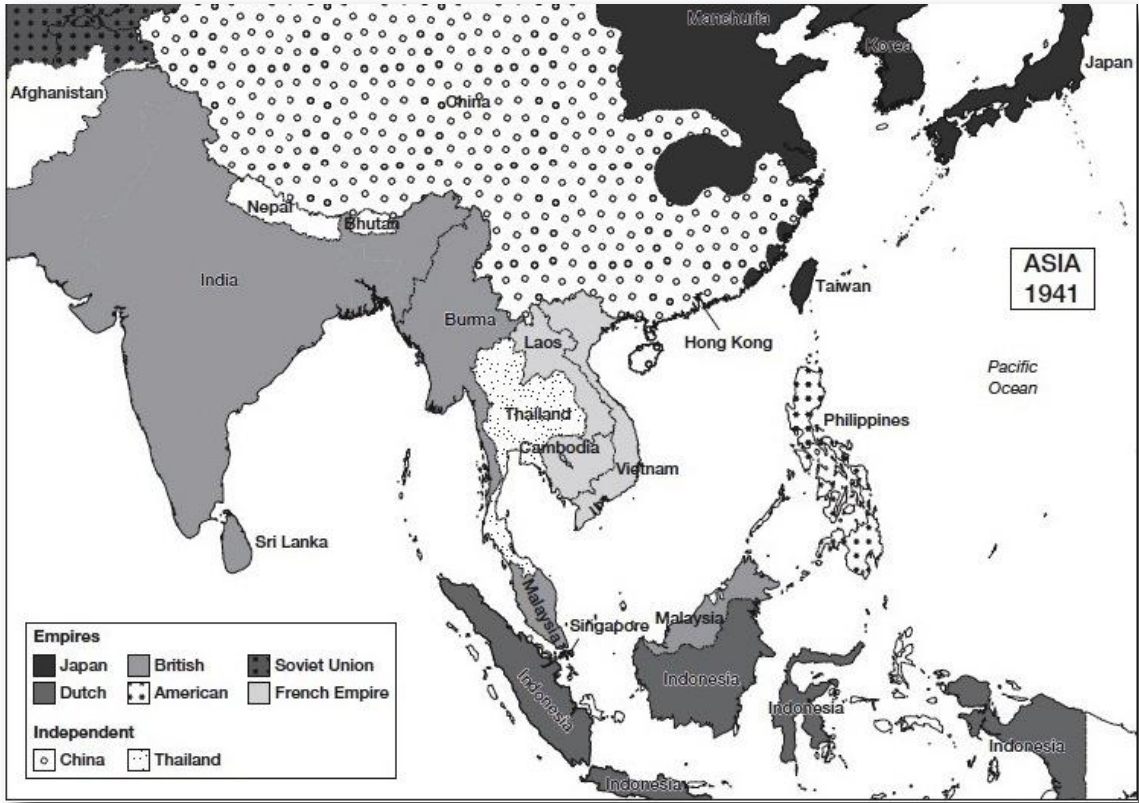 Manchuria
Korea
Japan
Afghanistan
China
Nepal
Bhutan
India
ASIA
1941
Taiwan
Burma
Laos
Hong Kong
Pacific
Ocean
Thailand
Philippines
Cambodia
Vietnam
Sri Lanka
Malaysia
Singapore
Malaysia
Indonesia
Indonesia
Indonesia
Indonesia
Indonesia
Empires
Japan British Soviet Union
Dutch American French Empire
Independent
China Thailand